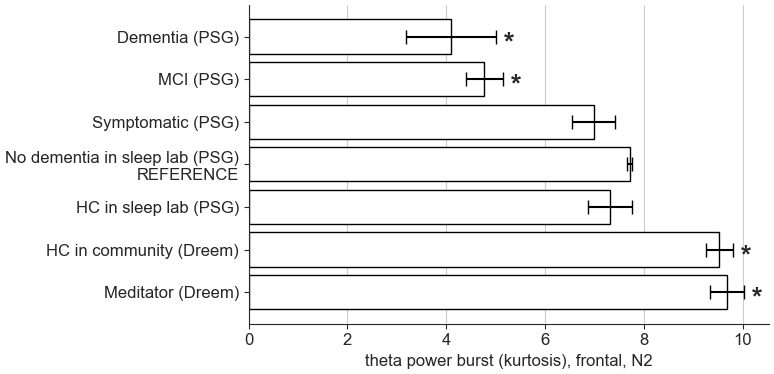 Dementia (PSG)
*
MCI (PSG)
*
Symptomatic (PSG)
No dementia in sleep lab (PSG)
REFERENCE
HC in sleep lab (PSG)
HC in community (Dreem)
*
Meditator (Dreem)
*
0 2 4 6 8 10
theta power burst (kurtosis), frontal, N2